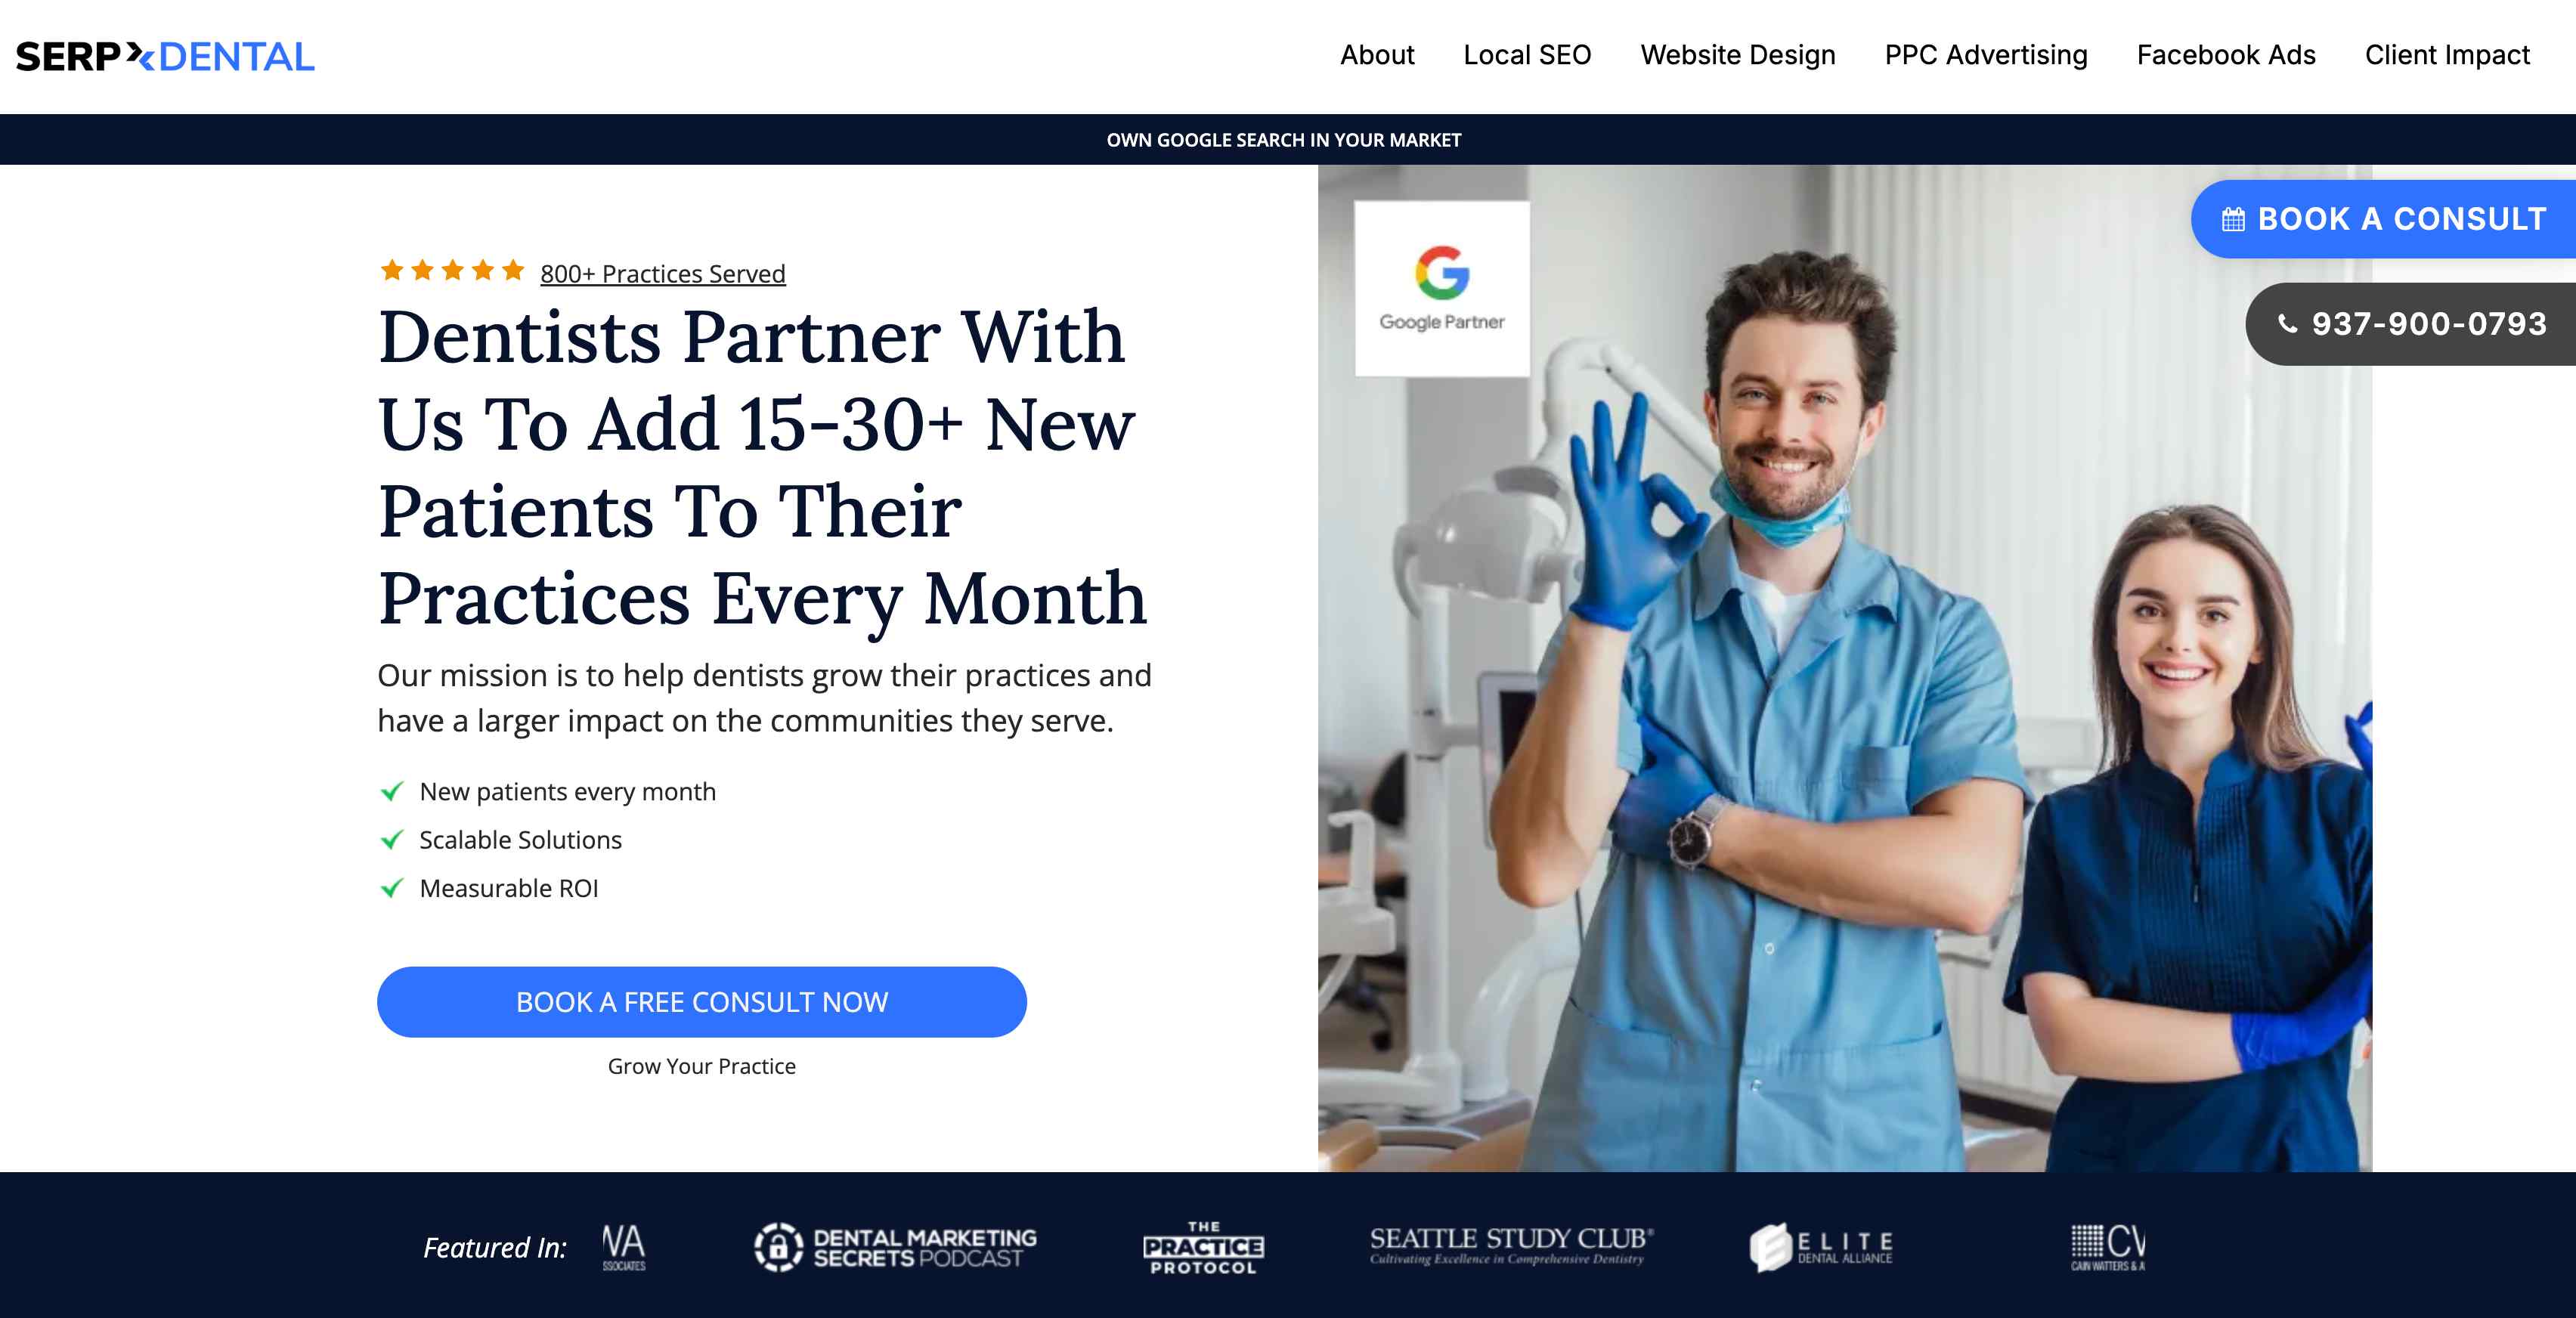 SERP DENTAL
About Local SEO Website Design PPC Advertising Facebook Ads Client Impact
OWN GOOGLE SEARCH IN YOUR MARKET
BOOK A CONSULT
937-900-0793
Google Partner
800+ Practices Served
Dentists Partner With
Us To Add 15-30+ New
Patients To Their
Practices Every Month
Our mission is to help dentists grow their practices and
have a larger impact on the communities they serve.
New patients every month
Scalable Solutions
Measurable ROI
BOOK A FREE CONSULT NOW
Grow Your Practice
Featured In:
WA
SSOCIATES
DENTAL MARKETING
SECRETS PODCAST
THE
PRACTICE
PROTOCOL
SEATTLE STUDY CLUB®
Cultivating Excellence in Comprehensive Dentistry
ELITE
DENTAL ALLIANCE
CV
CAIN WATTERS & A